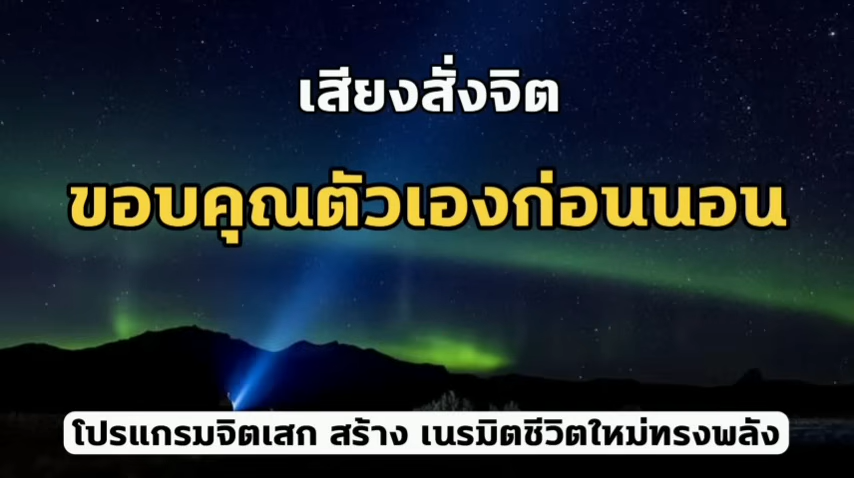 เสียงสั่งจิต
ขอบคุณตัวเองก่อนนอน
โปรแกรมจิตเสก สร้าง เนรมิตชีวิตใหม่ทรงพลัง